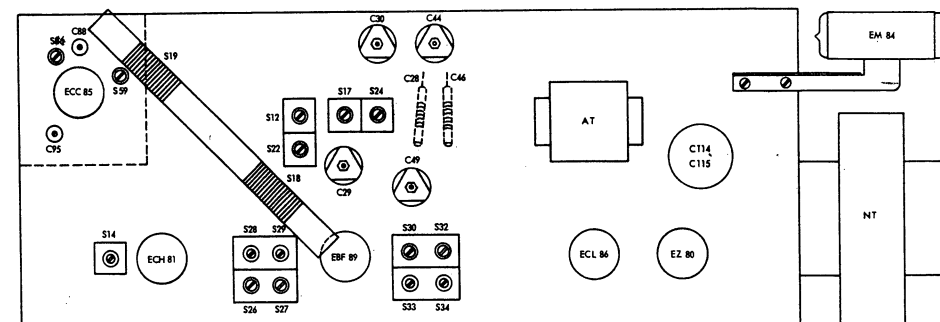 C30
C44
EM 84
C88
S19
ECC 85
S59
C28
C46
S17
S24
S12
AT
S22
C95
C114
C115
S18
C29
C49
NT
S14
S28
S29
S30
S32
ECH 81
EBF 89
ECL 86
EZ 80
S26
S27
S33
S34